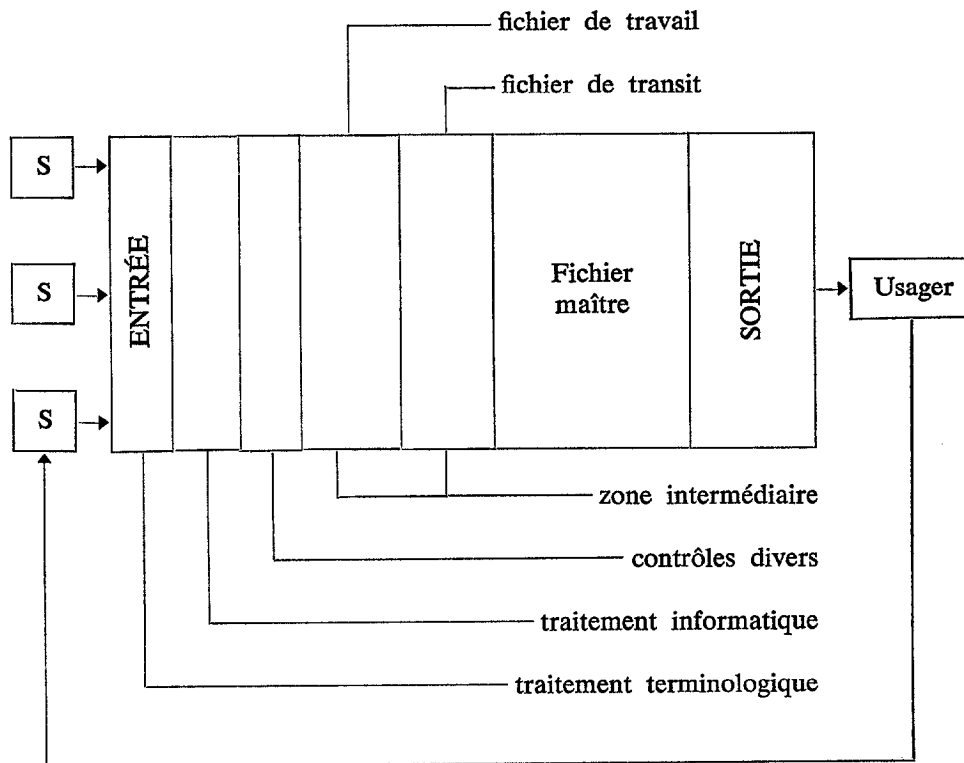 fichier de travail
fichier de transit
S
S
S
ENTRÉE
Fichier
maître
SORTIE
Usager
zone intermédiaire
contrôles divers
traitement informatique
traitement terminologique